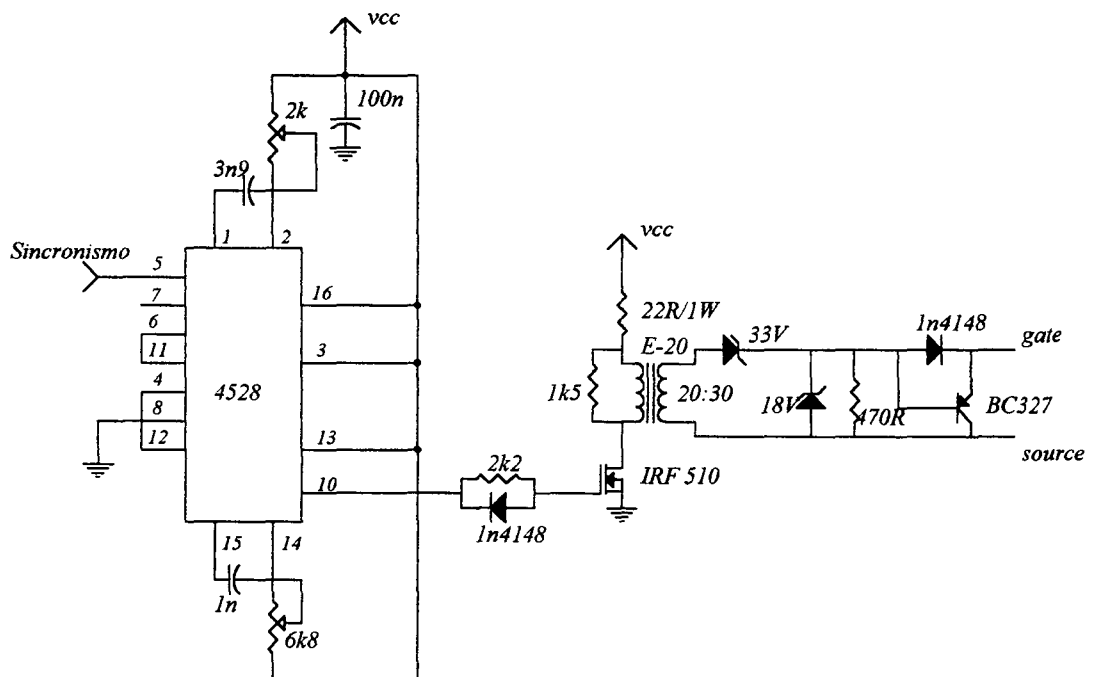 vcc
100n
2k
3n9
1 2
Sincronismo
5
7
6
11
4
8
12
16
3
13
10
4528
15 14
1n
6k8
2k2
1n4148
vcc
22R/1W
E-20
1k5
20:30
IRF 510
33V
18V
470R
1n4148
gate
BC327
source